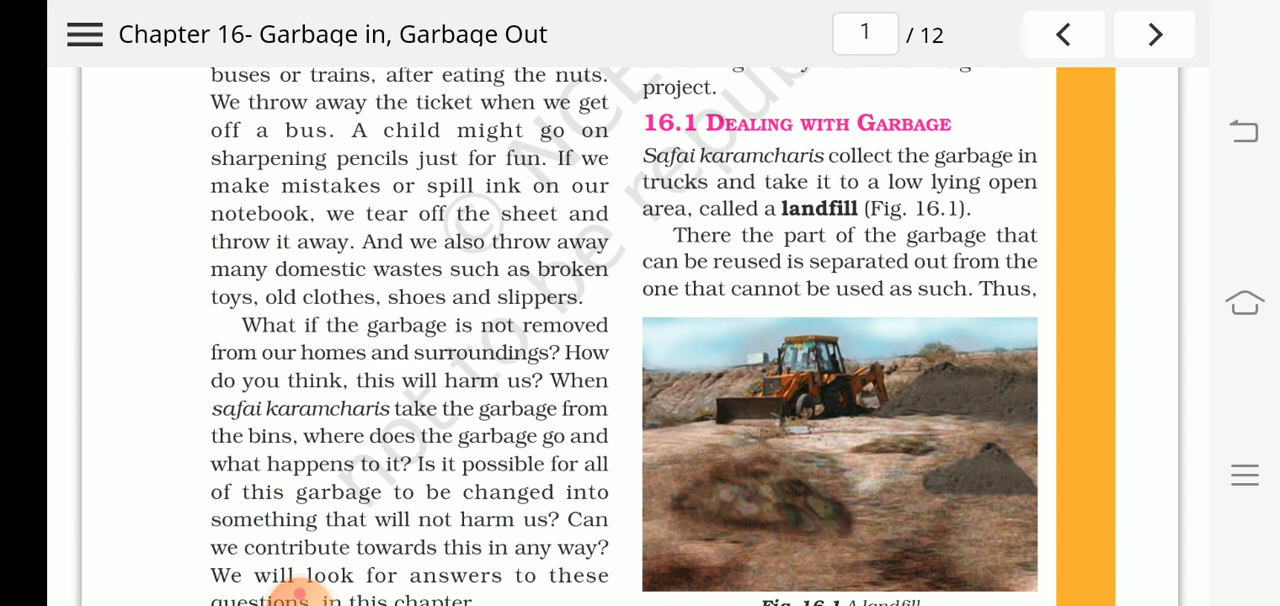 Chapter 16- Garbage in, Garbage Out
1 / 12
buses or trains, after eating the nuts.
We throw away the ticket when we get
off a bus. A child might go on
sharpening pencils just for fun. If we
make mistakes or spill ink on our
notebook, we tear off the sheet and
throw it away. And we also throw away
many domestic wastes such as broken
toys, old clothes, shoes and slippers.
What if the garbage is not removed
from our homes and surroundings? How
do you think, this will harm us? When
safai karamcharis take the garbage from
the bins, where does the garbage go and
what happens to it? Is it possible for all
of this garbage to be changed into
something that will not harm us? Can
we contribute towards this in any way?
We will look for answers to these
questions, in this chapter.
project.
16.1 DEALING WITH GARBAGE
Safai karamcharis collect the garbage in
trucks and take it to a low lying open
area, called a landfill (Fig. 16.1).
There the part of the garbage that
can be reused is separated out from the
one that cannot be used as such. Thus,
Fig. 16.1 A landfill
© NCE
not to be republ